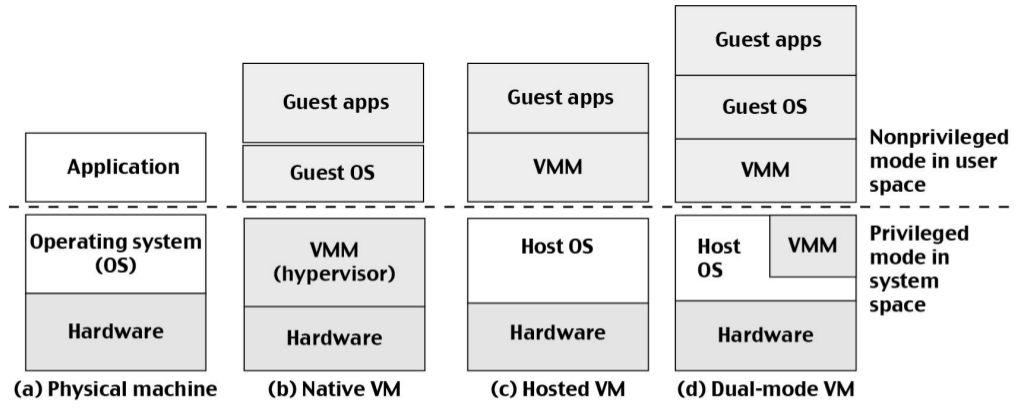 Application
Operating system
(OS)
Hardware
(a) Physical machine
Guest apps
Guest OS
VMM
(hypervisor)
Hardware
(b) Native VM
Guest apps
VMM
Host OS
Hardware
(c) Hosted VM
Guest apps
Guest OS
VMM
Host
OS
VMM
Hardware
(d) Dual-mode VM
Nonprivileged
mode in user
space
Privileged
mode in
system
space